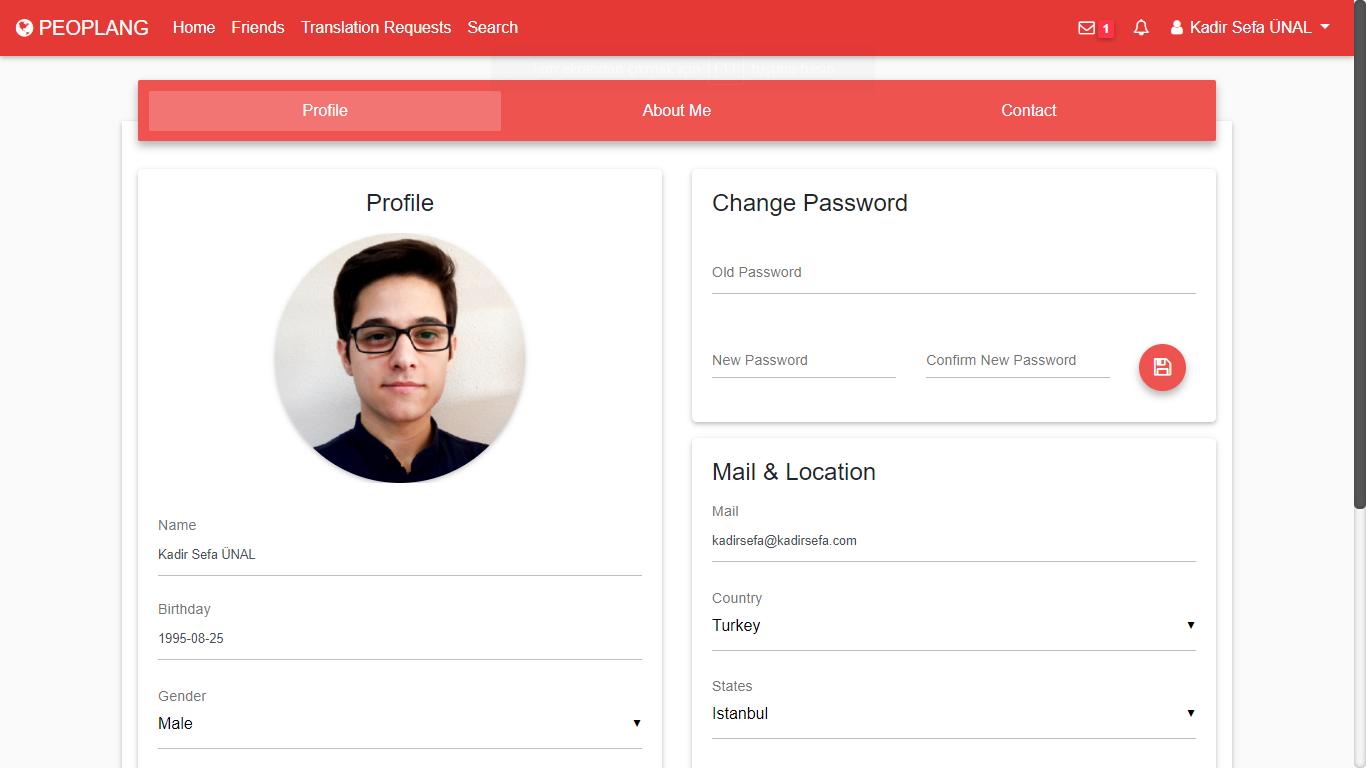 PEOPLANG Home Friends Translation Requests Search 1 Kadir Sefa ÜNAL
Profile About Me Contact
Profile
Name
Kadir Sefa ÜNAL
Birthday
1995-08-25
Gender
Male
Change Password
Old Password
New Password Confirm New Password
Mail & Location
Mail
kadirsefa@kadirsefa.com
Country
Turkey
States
Istanbul